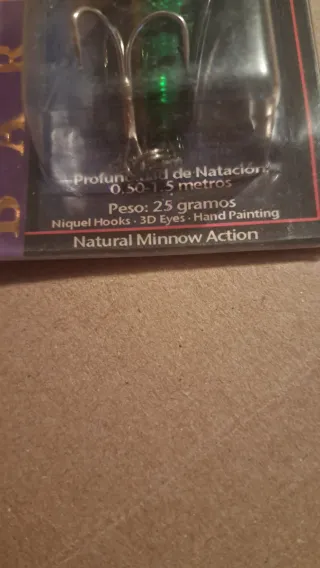 BAR
Profundidad de Natación:
0.50-1.5 metros
Peso: 25 gramos
Niquel Hooks · 3D Eyes · Hand Painting
Natural Minnow Action